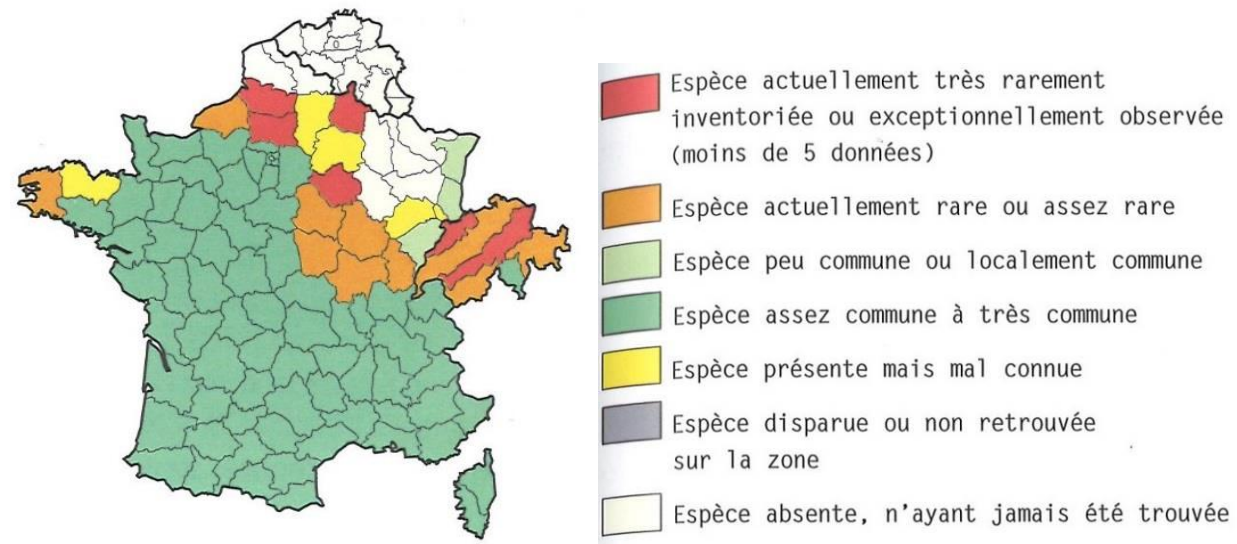 Espèce actuellement très rarement
inventoriée ou exceptionnellement observée
(moins de 5 données)
Espèce actuellement rare ou assez rare
Espèce peu commune ou localement commune
Espèce assez commune à très commune
Espèce présente mais mal connue
Espèce disparue ou non retrouvée
sur la zone
Espèce absente, n'ayant jamais été trouvée